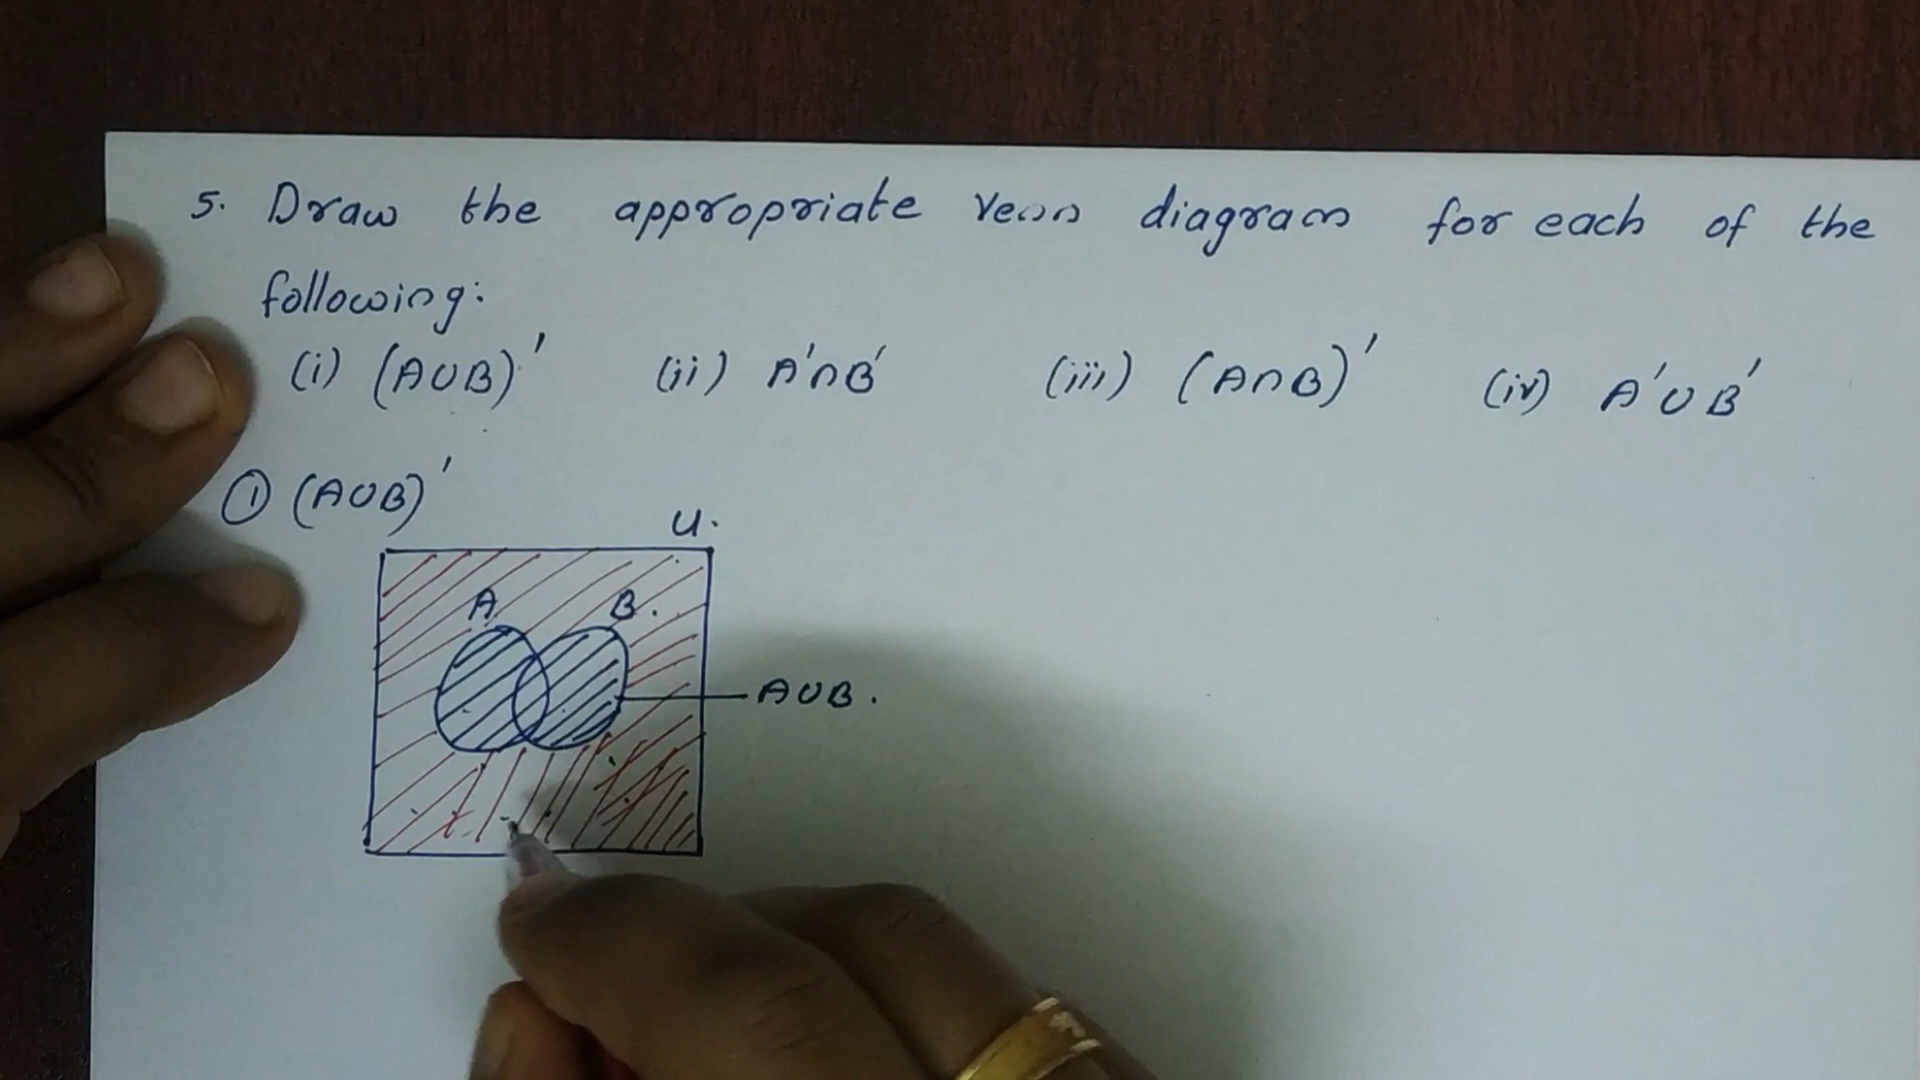 5. Draw the appropriate Venn diagram for each of the
following:
(i) (A∪B)′ (ii) A′∩B′ (iii) (A∩B)′ (iv) A′∪B′
① (A∪B)′
U.
A B.
A∪B.